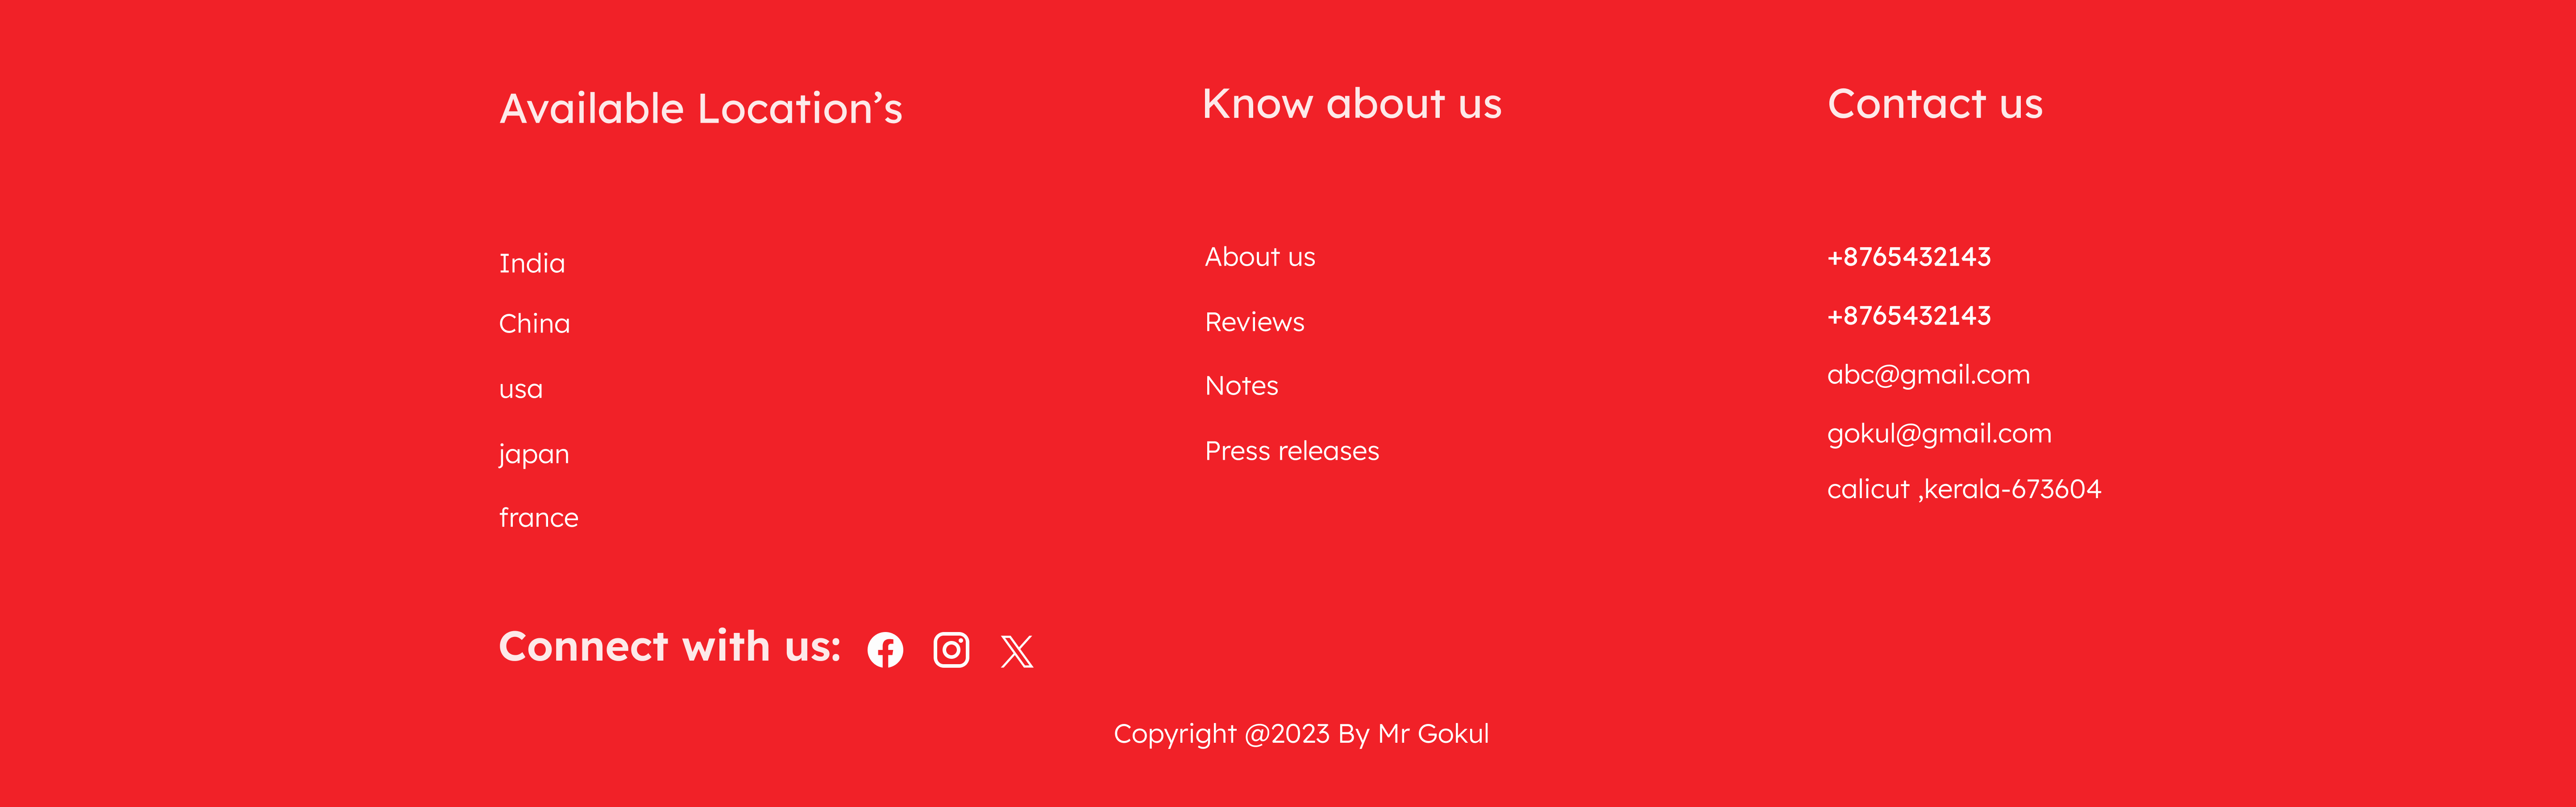 Available Location’s
India
China
usa
japan
france
Know about us
About us
Reviews
Notes
Press releases
Contact us
+8765432143
+8765432143
abc@gmail.com
gokul@gmail.com
calicut ,kerala-673604
Connect with us:
Copyright @2023 By Mr Gokul